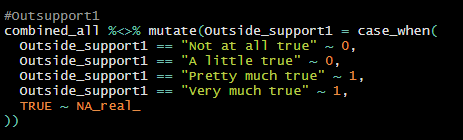 #Outsupport1
combined_all %<>% mutate(Outside_support1 = case_when(
  Outside_support1 == "Not at all true" ~ 0,
  Outside_support1 == "A little true" ~ 0,
  Outside_support1 == "Pretty much true" ~ 1,
  Outside_support1 == "Very much true" ~ 1,
  TRUE ~ NA_real_
))